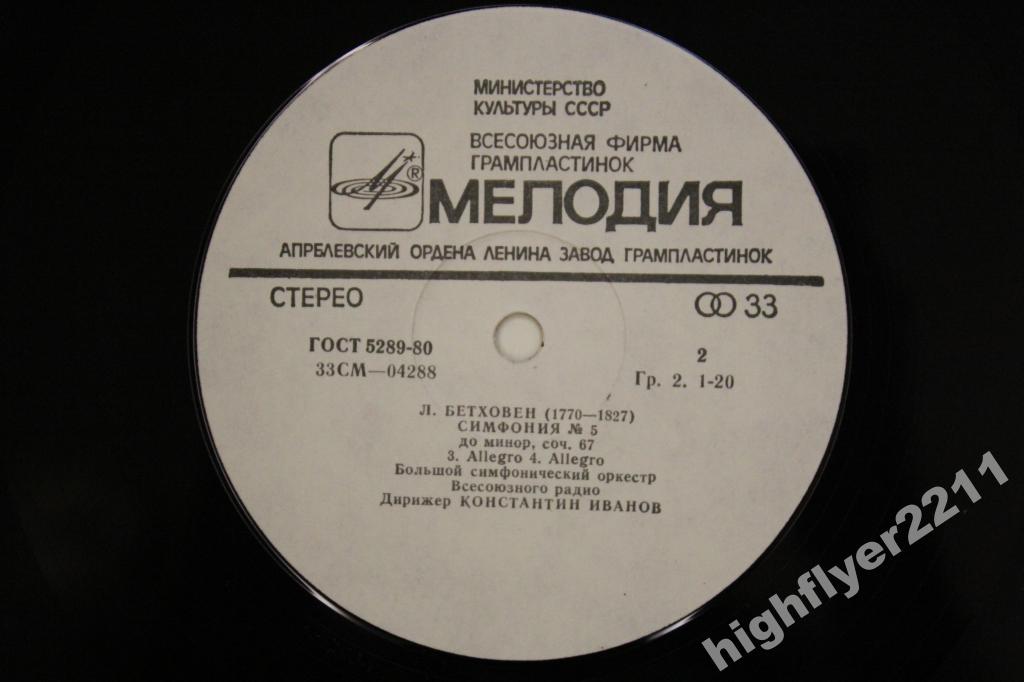 МИНИСТЕРСТВО
КУЛЬТУРЫ СССР
ВСЕСОЮЗНАЯ ФИРМА
ГРАМПЛАСТИНОК
®
МЕЛОДИЯ
АПРЕЛЕВСКИЙ ОРДЕНА ЛЕНИНА ЗАВОД ГРАМПЛАСТИНОК
СТЕРЕО
33
ГОСТ 5289-80
2
33СМ—04288
Гр. 2. 1-20
Л. БЕТХОВЕН (1770—1827)
СИМФОНИЯ № 5
до минор, соч. 67
3. Allegro 4. Allegro
Большой симфонический оркестр
Всесоюзного радио
Дирижер КОНСТАНТИН ИВАНОВ
highflyer2211